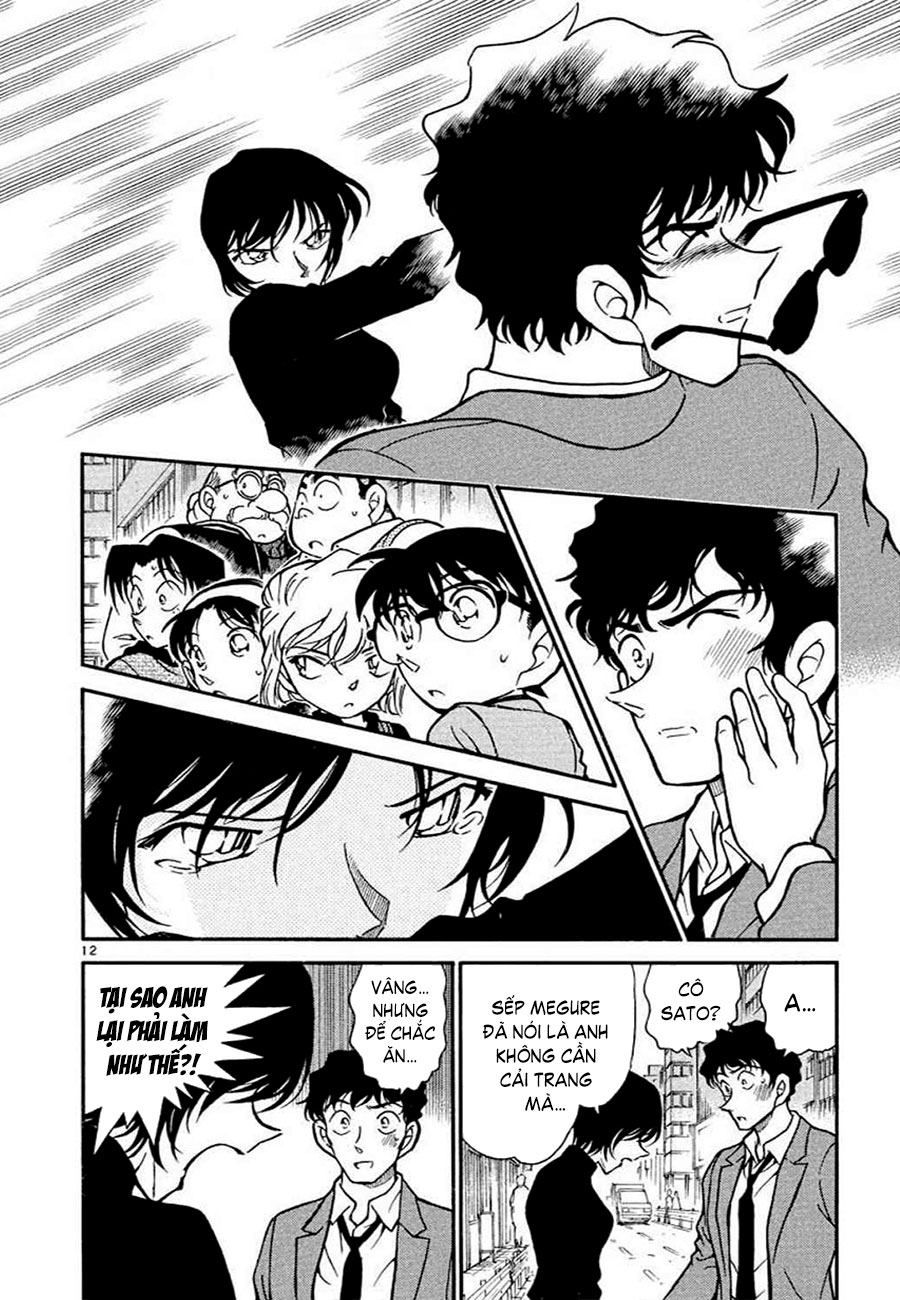 12
A...
CÔ
SATO?
SẾP MEGURE
ĐÀ NÓI LÀ ANH
KHÔNG CẦN
CẢI TRANG
MÀ...
VÂNG...
NHƯNG
ĐỂ CHẮC
ĂN...
TẠI SAO ANH
LẠI PHẢI LÀM
NHƯ THẾ?!